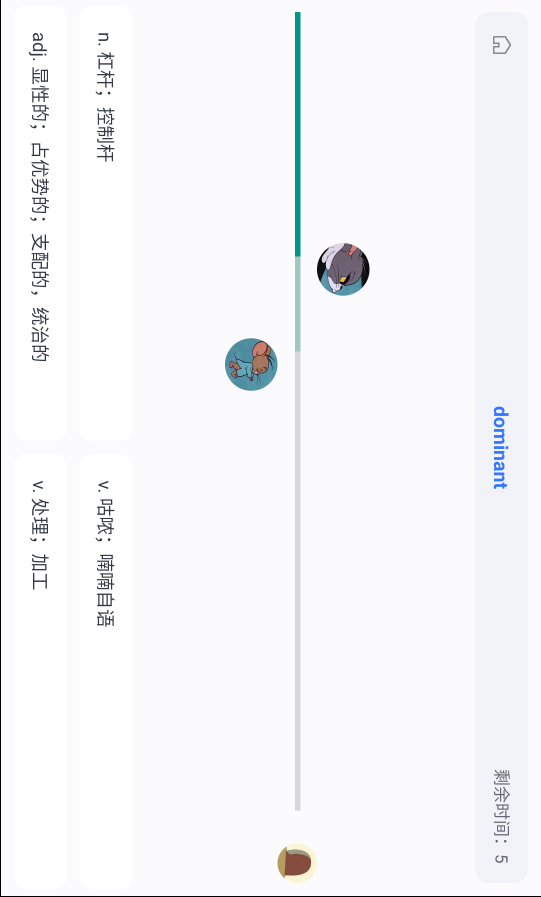 dominant
剩余时间：5
n. 杠杆；控制杆
v. 咕哝；喃喃自语
adj. 显性的；占优势的；支配的，统治的
v. 处理；加工